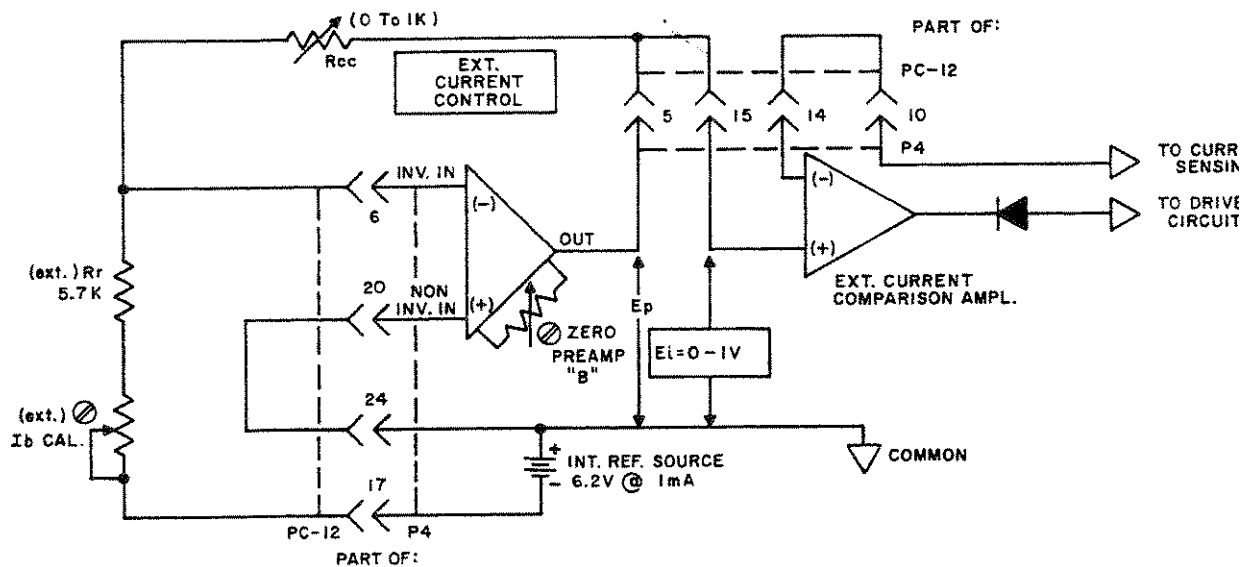 (0 To 1K)
Rcc
EXT.
CURRENT
CONTROL
PART OF:
PC-12
5
15
14
10
P4
TO CURR
SENSIN
TO DRIVE
CIRCUIT
INV. IN
6
(-)
OUT
(-)
(+)
EXT. CURRENT
COMPARISON AMPL.
(ext.) Rr
5.7K
20
NON
INV. IN
(+)
ZERO
PREAMP
"B"
Ep
Ei=0-1V
24
(ext.)
Ib CAL.
+
-
INT. REF. SOURCE
6.2V @ 1mA
COMMON
17
PC-12
P4
PART OF: